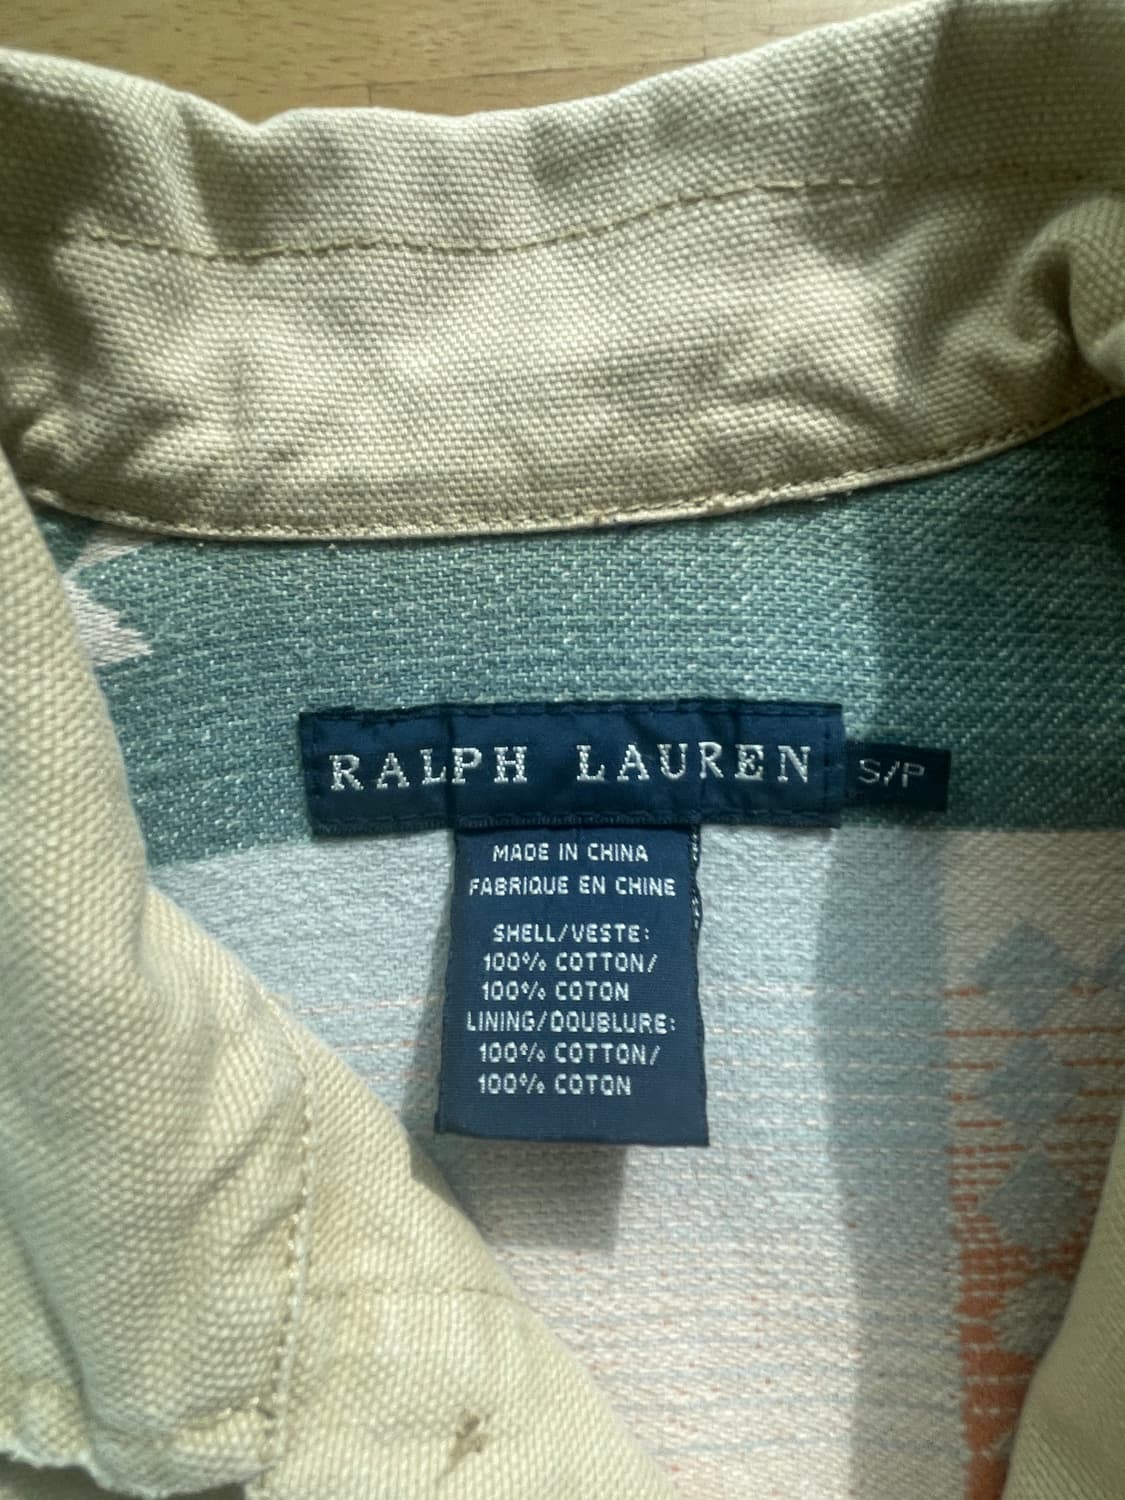 RALPH LAUREN
S/P
MADE IN CHINA
FABRIQUE EN CHINE
SHELL/VESTE:
100% COTTON/
100% COTON
LINING/DOUBLURE:
100% COTTON/
100% COTON